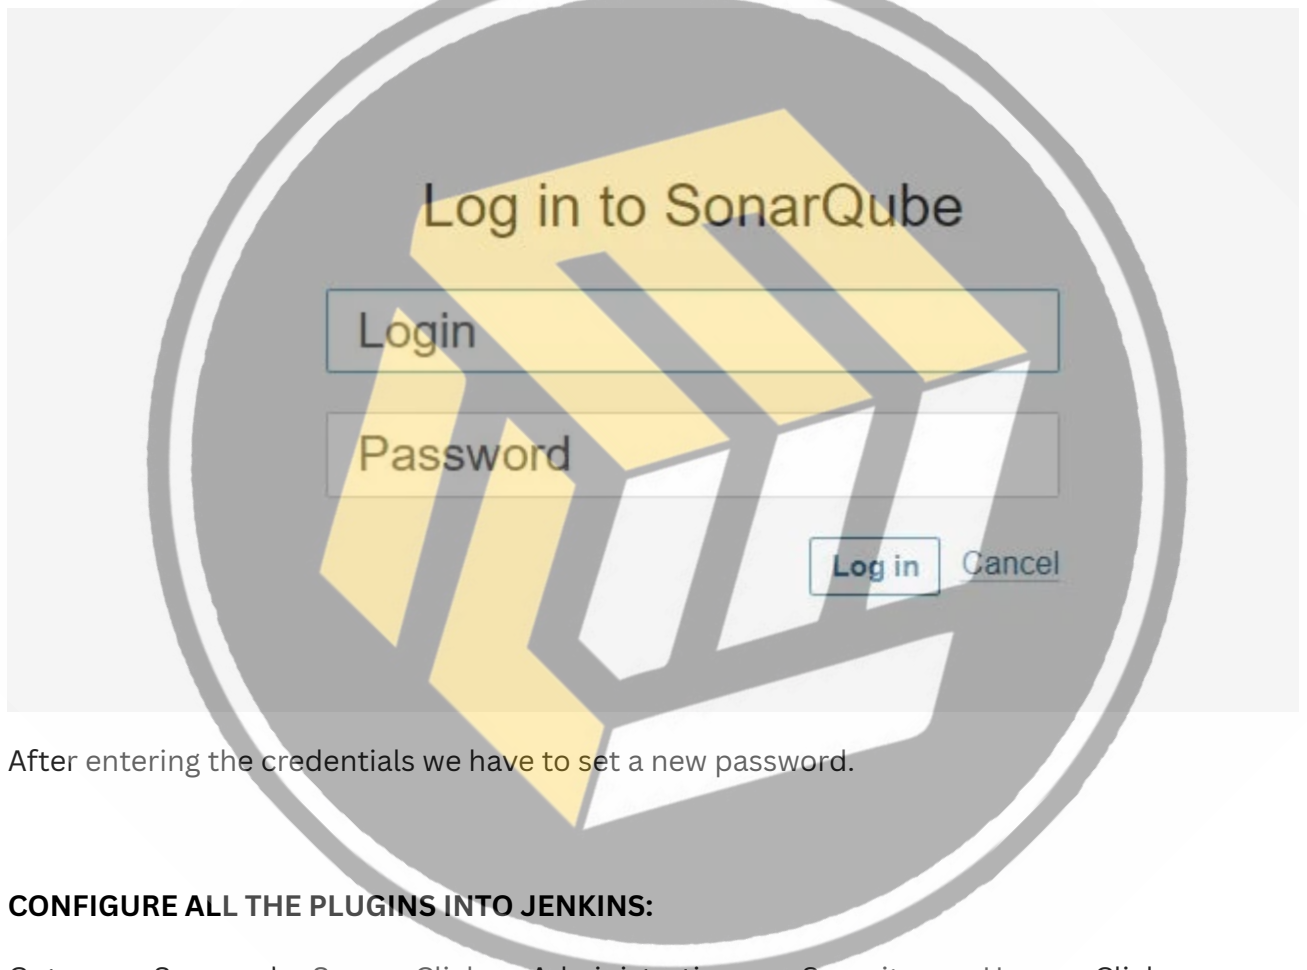 Log in to SonarQube
Login
Password
Log in Cancel
After entering the credentials we have to set a new password.
CONFIGURE ALL THE PLUGINS INTO JENKINS: